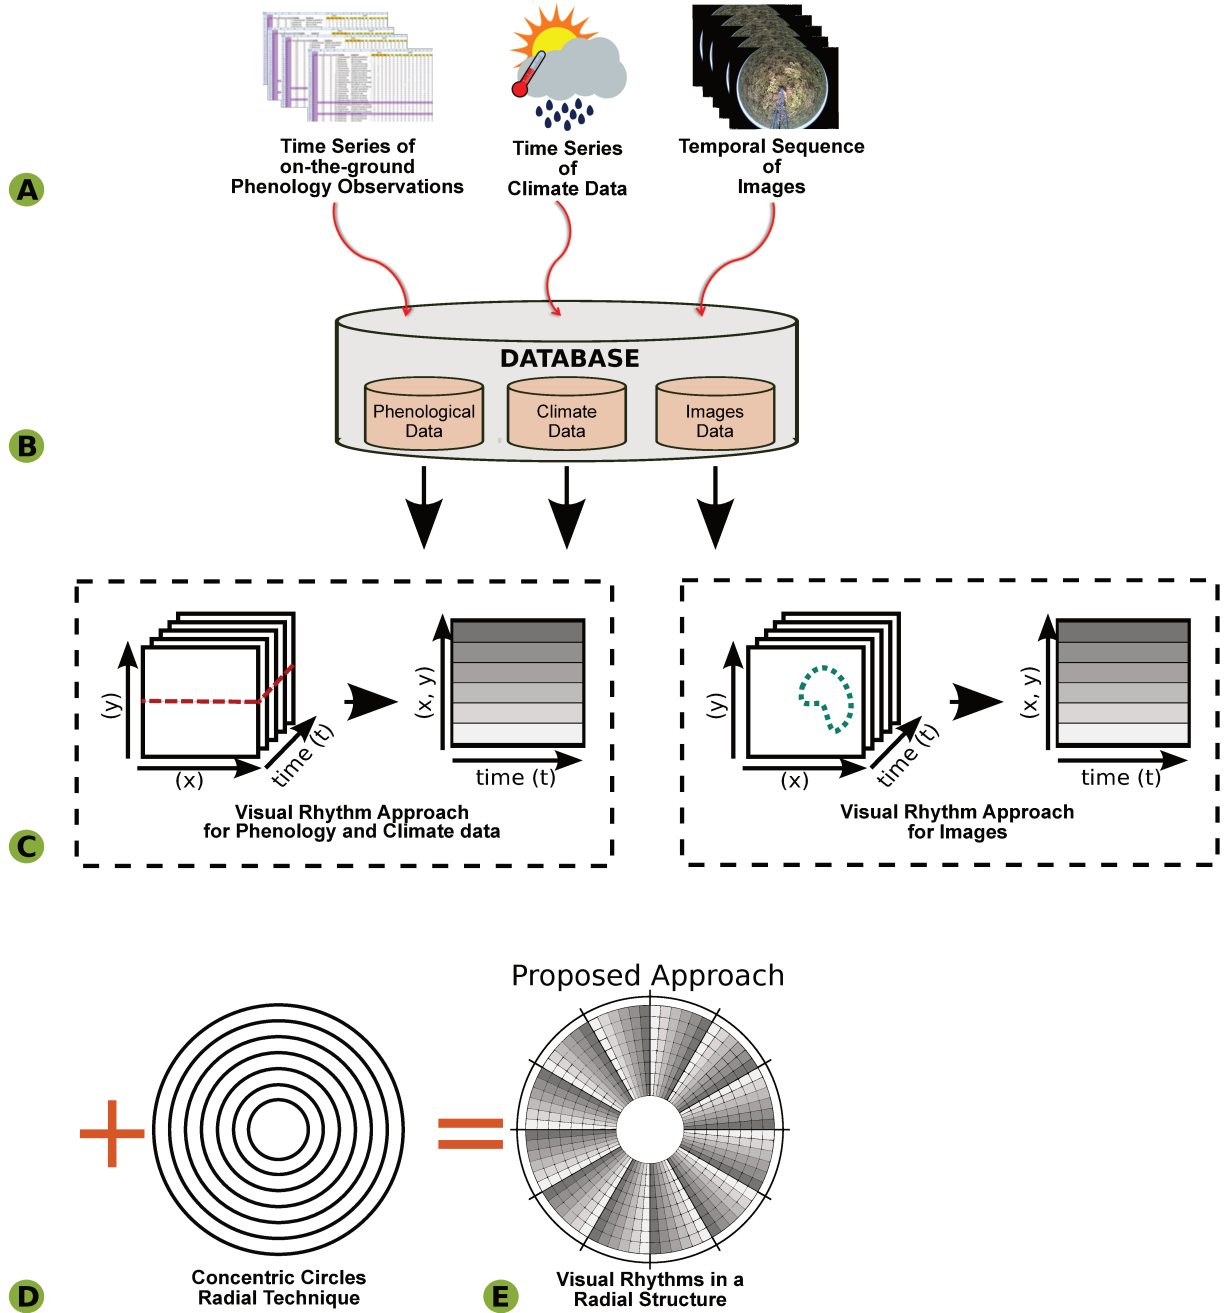 Time Series of
on-the-ground
Phenology Observations
Time Series
of
Climate Data
Temporal Sequence
of
Images
A
DATABASE
Phenological
Data
Climate
Data
Images
Data
B
(y)
(x)
time (t)
(x, y)
time (t)
Visual Rhythm Approach
for Phenology and Climate data
(y)
(x)
time (t)
(x, y)
time (t)
Visual Rhythm Approach
for Images
C
Proposed Approach
Concentric Circles
Radial Technique
D
Visual Rhythms in a
Radial Structure
E